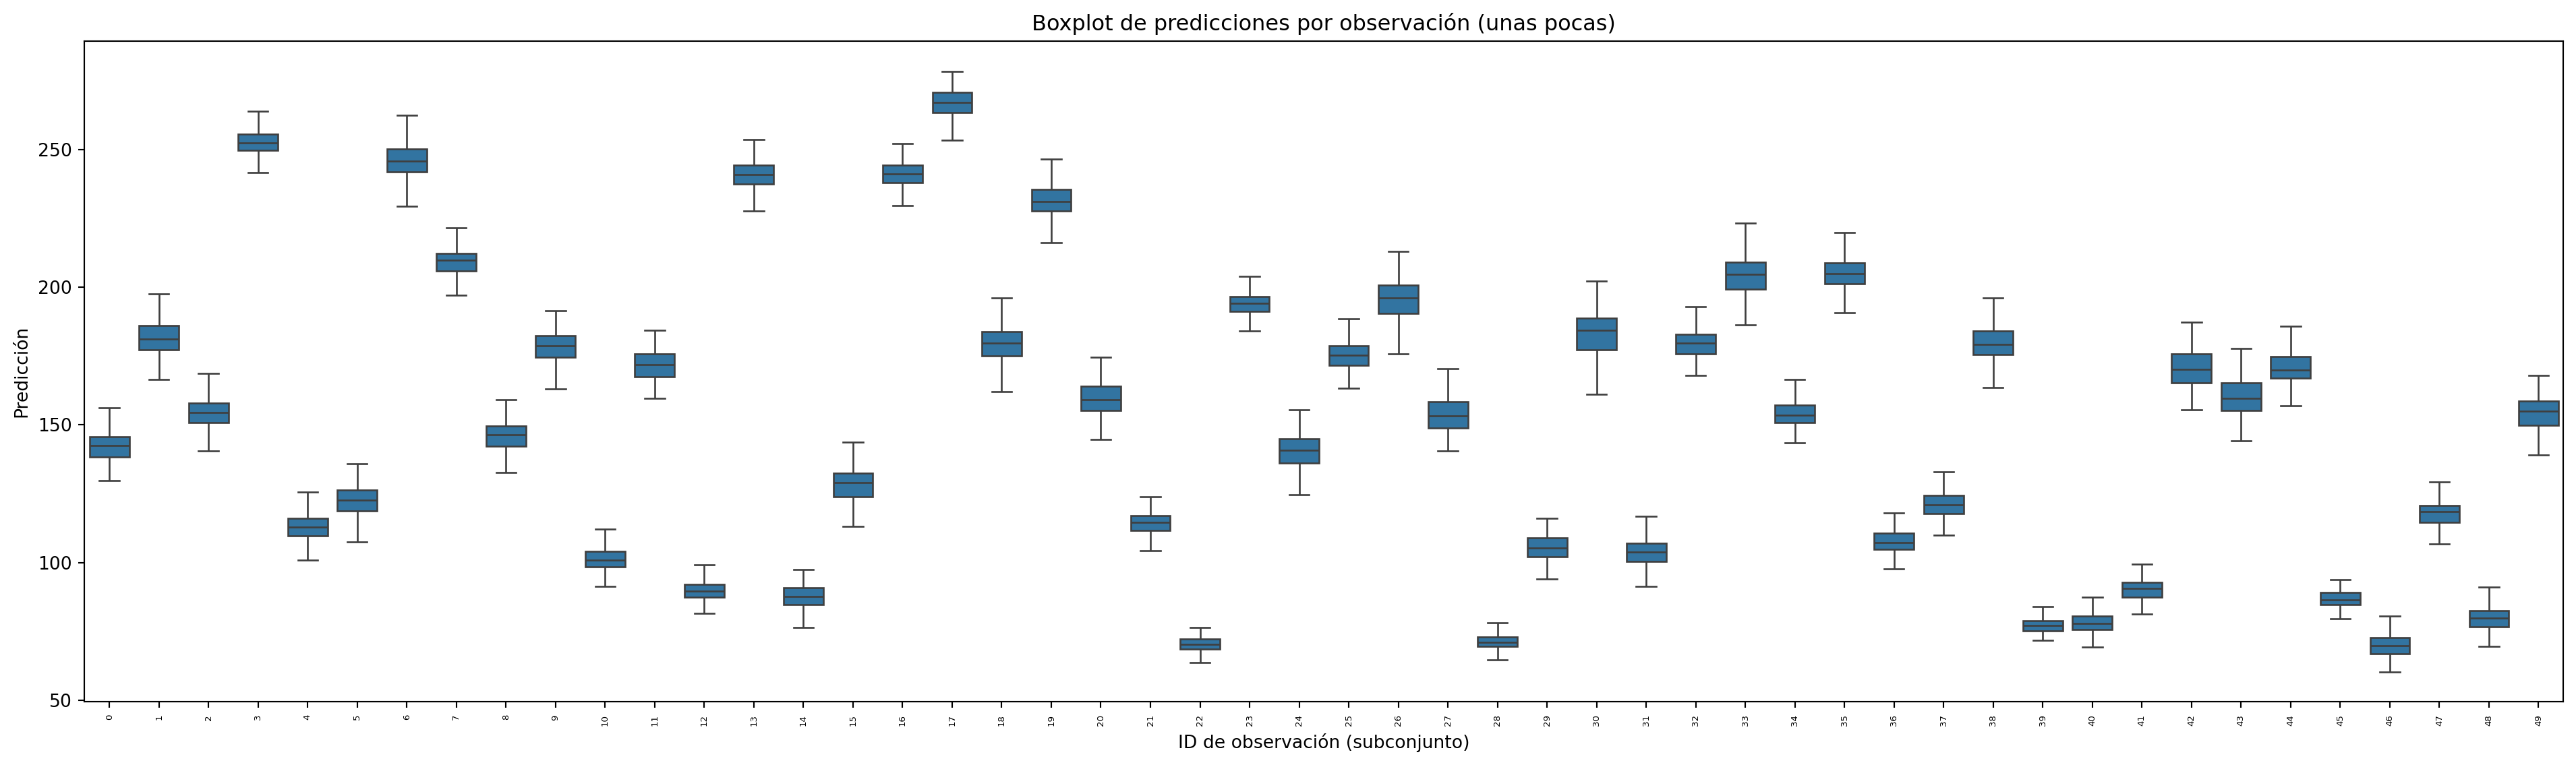 Boxplot de predicciones por observación (unas pocas)
Predicción
250
200
150
100
50
0 1 2 3 4 5 6 7 8 9 10 11 12 13 14 15 16 17 18 19 20 21 22 23 24 25 26 27 28 29 30 31 32 33 34 35 36 37 38 39 40 41 42 43 44 45 46 47 48 49
ID de observación (subconjunto)